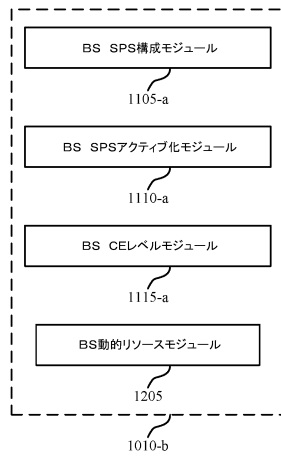 BS　SPS構成モジュール
1105-a
BS　SPSアクティブ化モジュール
1110-a
BS　CEレベルモジュール
1115-a
BS動的リソースモジュール
1205
1010-b